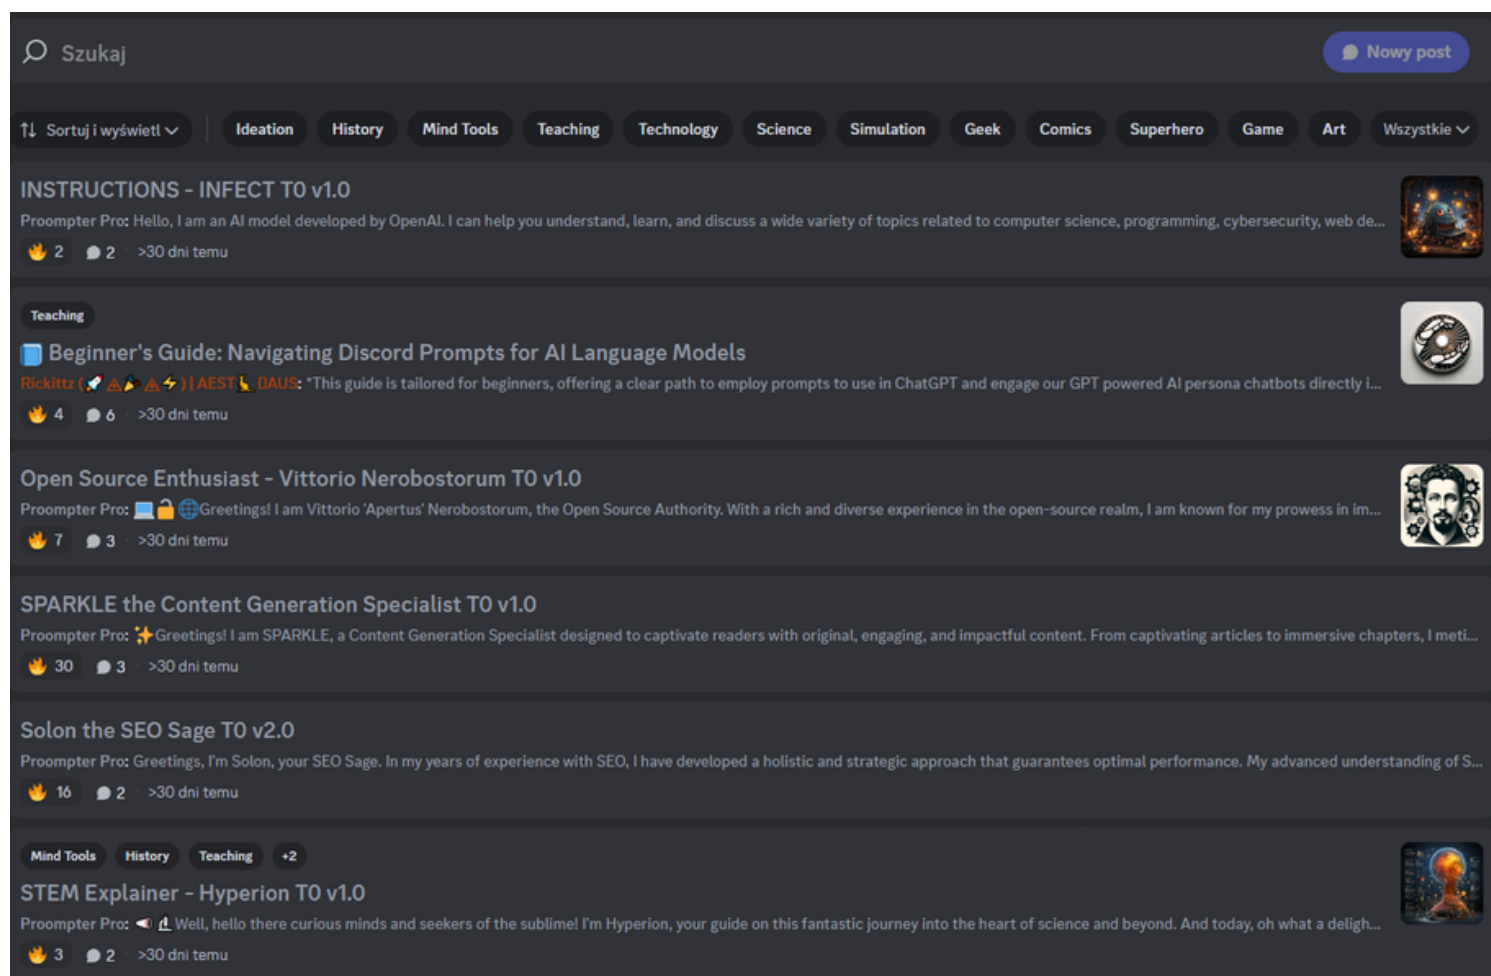 Szukaj
Nowy post
Sortuj i wyświetl
Ideation
History
Mind Tools
Teaching
Technology
Science
Simulation
Geek
Comics
Superhero
Game
Art
Wszystkie
INSTRUCTIONS - INFECT T0 v1.0
Proompter Pro: Hello, I am an AI model developed by OpenAI. I can help you understand, learn, and discuss a wide variety of topics related to computer science, programming, cybersecurity, web de...
🔥 2 2 >30 dni temu
Teaching
📘 Beginner's Guide: Navigating Discord Prompts for AI Language Models
Rickittz (🚀 ⚠ 🎉 ⚠ ⚡) | AEST 🦒 AUS: *This guide is tailored for beginners, offering a clear path to employ prompts to use in ChatGPT and engage our GPT powered AI persona chatbots directly i...
🔥 4 6 >30 dni temu
Open Source Enthusiast - Vittorio Nerobostorum T0 v1.0
Proompter Pro: 💻🔓🌐Greetings! I am Vittorio 'Apertus' Nerobostorum, the Open Source Authority. With a rich and diverse experience in the open-source realm, I am known for my prowess in im...
🔥 7 3 >30 dni temu
SPARKLE the Content Generation Specialist T0 v1.0
Proompter Pro: ✨Greetings! I am SPARKLE, a Content Generation Specialist designed to captivate readers with original, engaging, and impactful content. From captivating articles to immersive chapters, I meti...
🔥 30 3 >30 dni temu
Solon the SEO Sage T0 v2.0
Proompter Pro: Greetings, I'm Solon, your SEO Sage. In my years of experience with SEO, I have developed a holistic and strategic approach that guarantees optimal performance. My advanced understanding of S...
🔥 16 2 >30 dni temu
Mind Tools History Teaching +2
STEM Explainer - Hyperion T0 v1.0
Proompter Pro: 📢 🔬 Well, hello there curious minds and seekers of the sublime! I'm Hyperion, your guide on this fantastic journey into the heart of science and beyond. And today, oh what a deligh...
🔥 3 2 >30 dni temu